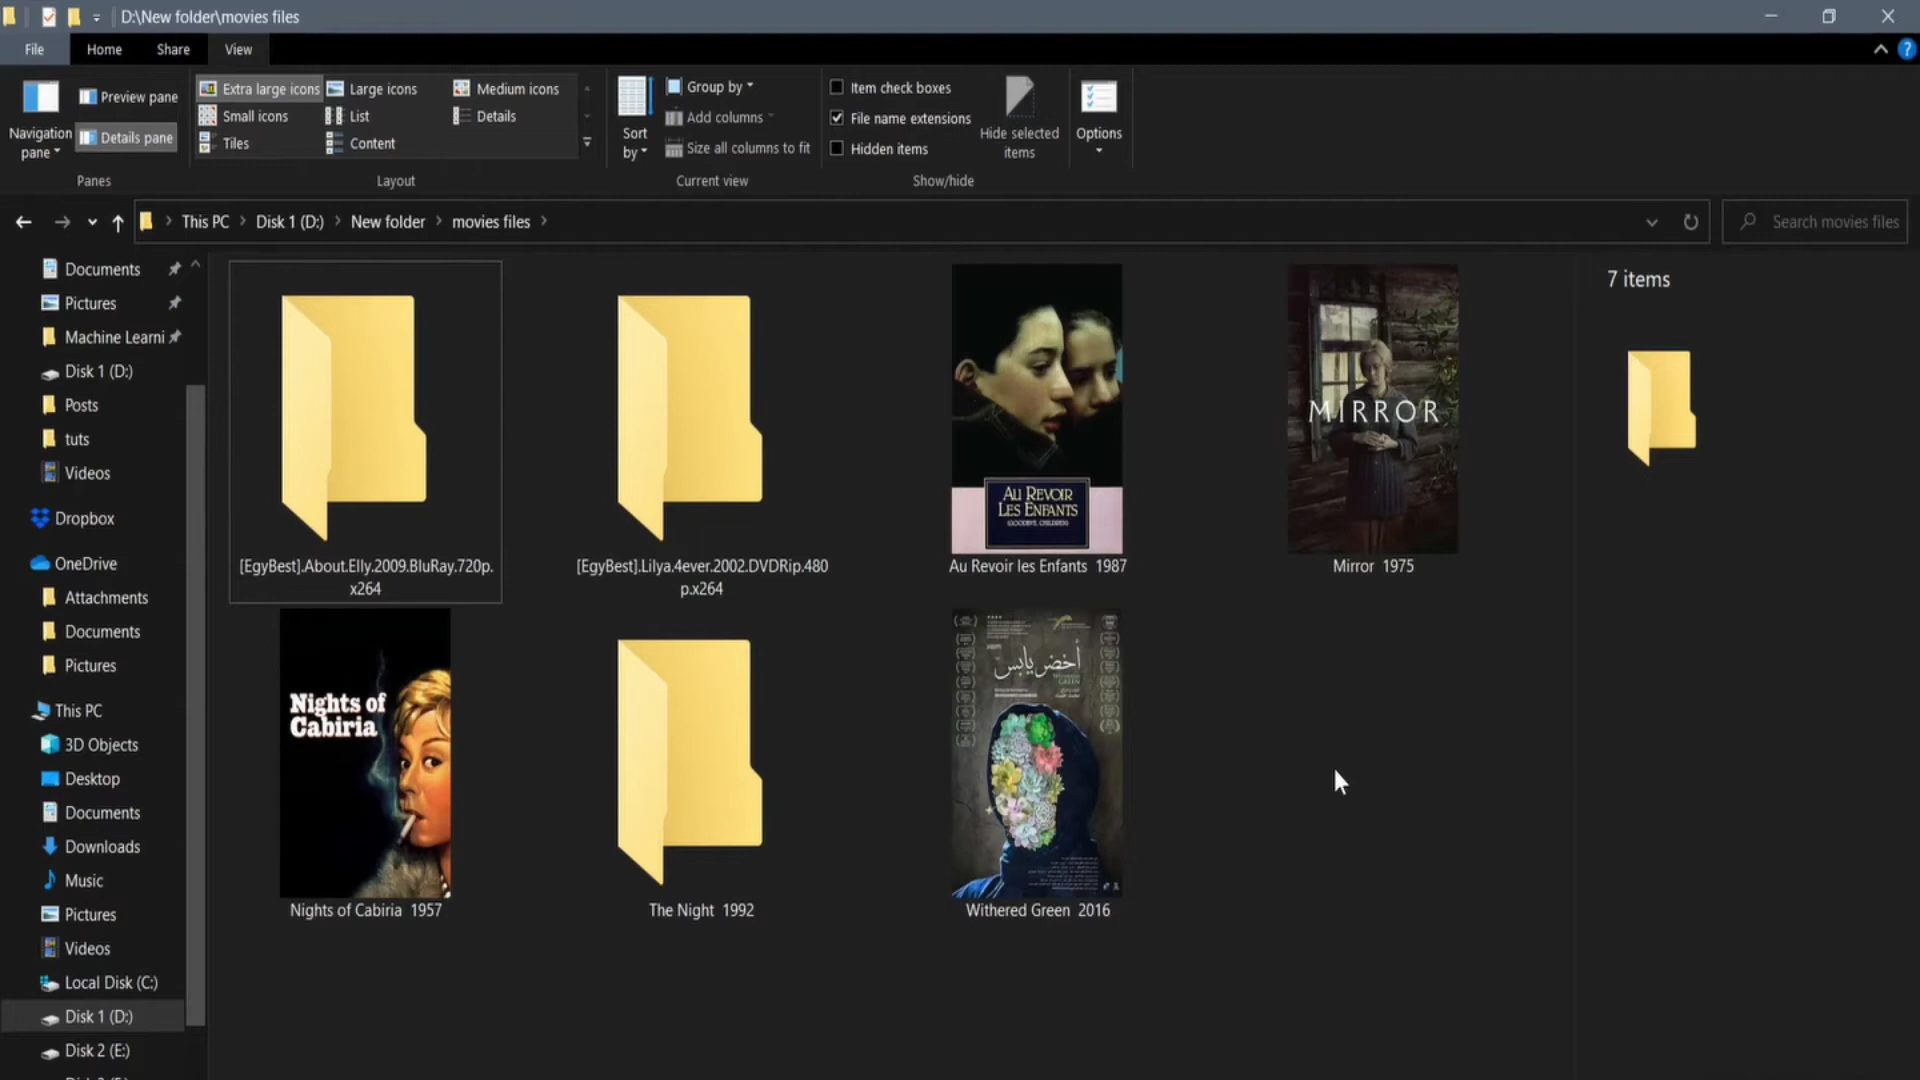 D:\New folder\movies files
File Home Share View
Navigation pane
Preview pane
Details pane
Panes
Extra large icons Large icons Medium icons
Small icons List Details
Tiles Content
Layout
Sort by
Group by
Add columns
Size all columns to fit
Current view
Item check boxes
File name extensions
Hidden items
Hide selected items
Show/hide
Options
This PC Disk 1 (D:) New folder movies files
Search movies files
Documents
Pictures
Machine Learni
Disk 1 (D:)
Posts
tuts
Videos
Dropbox
OneDrive
Attachments
Documents
Pictures
This PC
3D Objects
Desktop
Documents
Downloads
Music
Pictures
Videos
Local Disk (C:)
Disk 1 (D:)
Disk 2 (E:)
[EgyBest].About.Elly.2009.BluRay.720p.
x264
[EgyBest].Lilya.4ever.2002.DVDRip.480
p.x264
AU REVOIR
LES ENFANTS
(GOODBYE, CHILDREN)
Au Revoir les Enfants 1987
MIRROR
Mirror 1975
Nights of
Cabiria
Nights of Cabiria 1957
The Night 1992
أخضر يابس
WITHERED
GREEN
Withered Green 2016
7 items